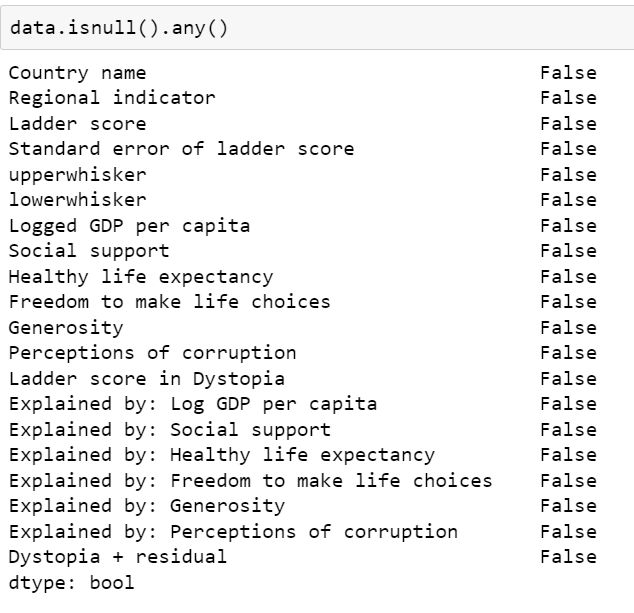 data.isnull().any()
Country name False
Regional indicator False
Ladder score False
Standard error of ladder score False
upperwhisker False
lowerwhisker False
Logged GDP per capita False
Social support False
Healthy life expectancy False
Freedom to make life choices False
Generosity False
Perceptions of corruption False
Ladder score in Dystopia False
Explained by: Log GDP per capita False
Explained by: Social support False
Explained by: Healthy life expectancy False
Explained by: Freedom to make life choices False
Explained by: Generosity False
Explained by: Perceptions of corruption False
Dystopia + residual False
dtype: bool